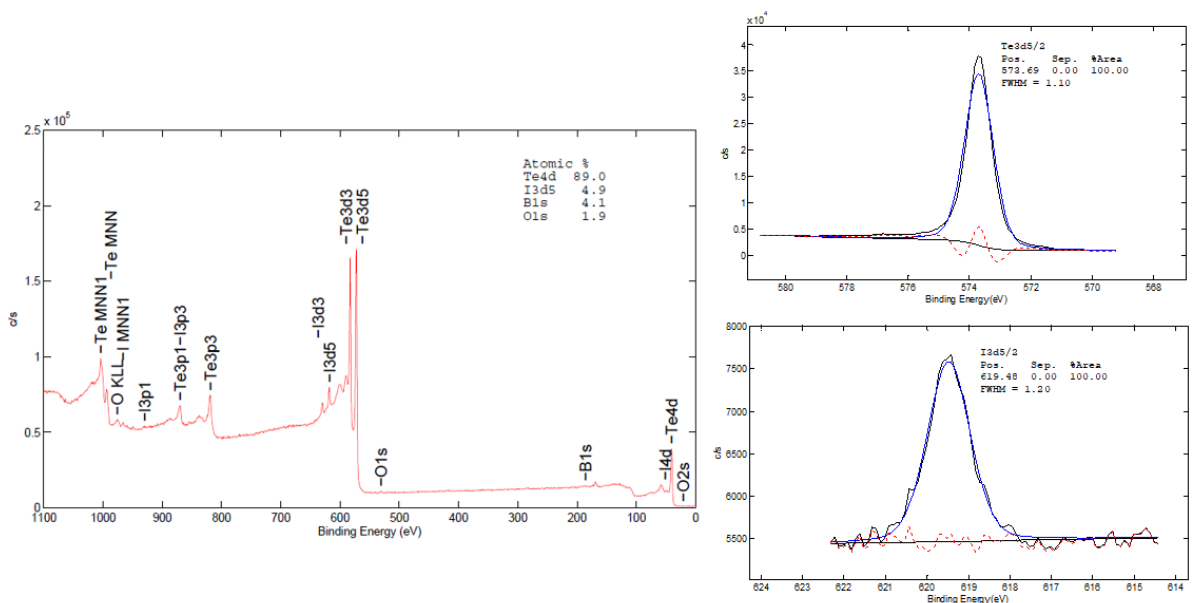 x 10^5
2.5
2
1.5
1
0.5
0
c/s
Atomic %
Te4d 89.0
I3d5 4.9
B1s 4.1
O1s 1.9
−Te MNN1
−Te MNN
−O KLL
−I MNN1
−I3p1
−Te3p1
−I3p3
−Te3p3
−I3d3
−I3d5
−Te3d3
−Te3d5
−O1s
−B1s
−I4d
−Te4d
−O2s
1100 1000 900 800 700 600 500 400 300 200 100 0
Binding Energy (eV)
x 10^4
4
3.5
3
2.5
2
1.5
1
0.5
0
c/s
Te3d5/2
Pos. Sep. %Area
573.69 0.00 100.00
FWHM = 1.10
580 578 576 574 572 570 568
Binding Energy(eV)
8000
7500
7000
6500
6000
5500
c/s
I3d5/2
Pos. Sep. %Area
619.48 0.00 100.00
FWHM = 1.20
624 623 622 621 620 619 618 617 616 615 614
Binding Energy(eV)